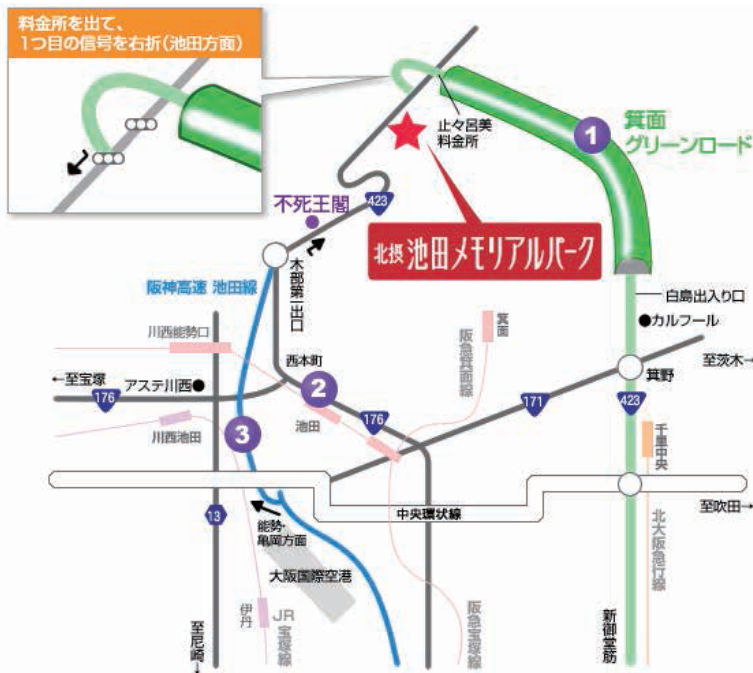 料金所を出て、
1つ目の信号を右折(池田方面)
止々呂美
料金所
1
箕面
グリーンロード
不死王閣
423
北摂 池田メモリアルパーク
木部第一出口
阪神高速 池田線
白島出入り口
●カルフール
川西能勢口
阪急箕面線
箕面
西本町
←至宝塚
アステ川西●
176
2
池田
176
171
箕野
至茨木→
423
川西池田
3
千里中央
中央環状線
至吹田→
13
能勢・
亀岡方面
大阪国際空港
北大阪急行線
伊丹
JR
宝塚線
阪急宝塚線
新御堂筋
至尼崎→